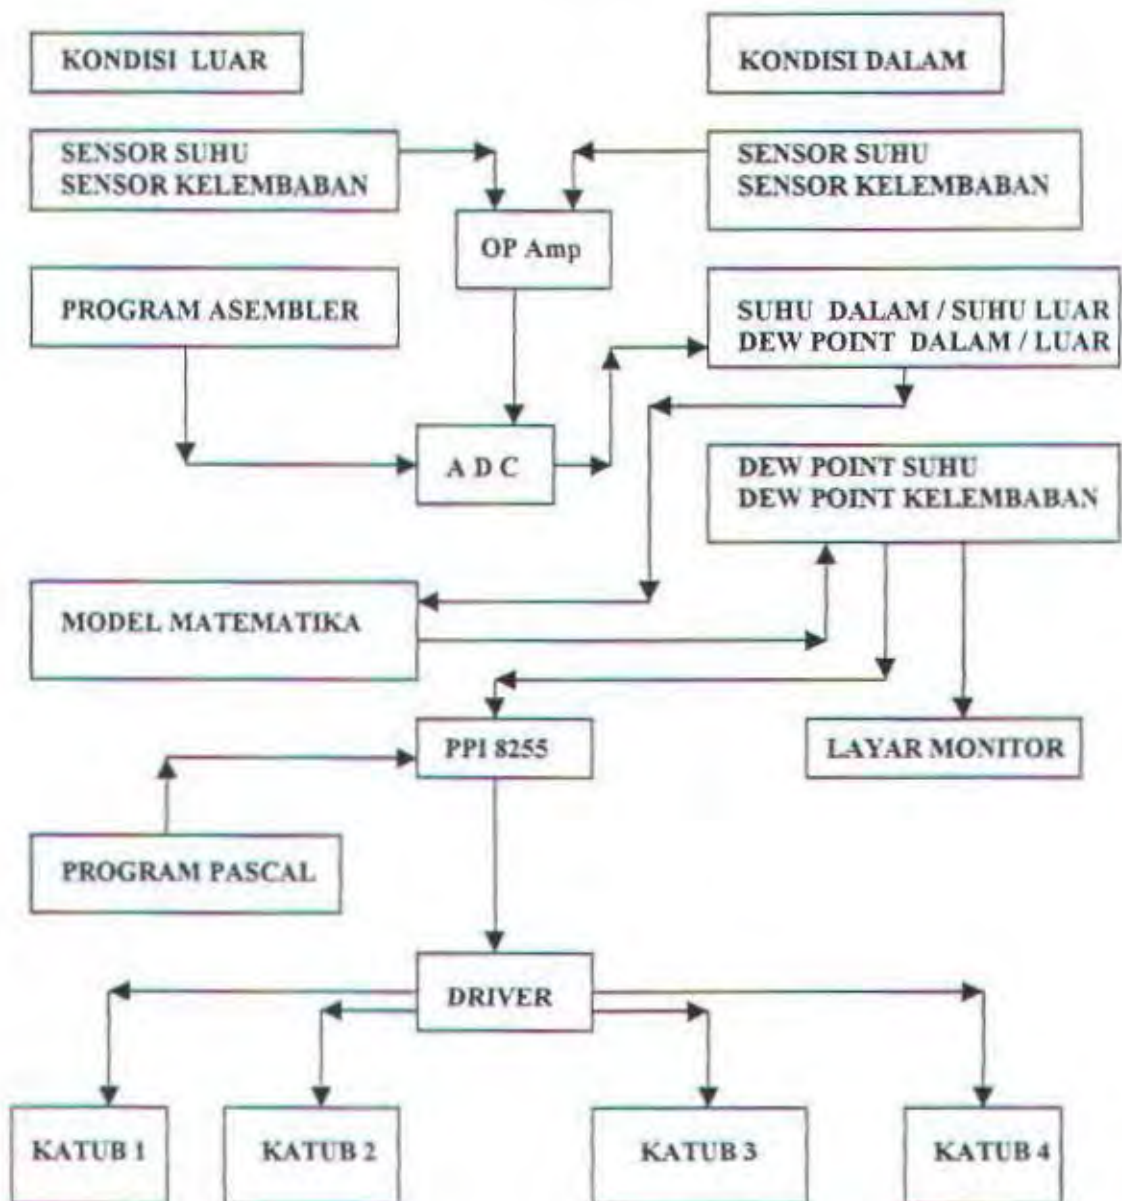 KONDISI LUAR
KONDISI DALAM
SENSOR SUHU
SENSOR KELEMBABAN
SENSOR SUHU
SENSOR KELEMBABAN
OP Amp
PROGRAM ASEMBLER
SUHU DALAM / SUHU LUAR
DEW POINT DALAM / LUAR
A D C
DEW POINT SUHU
DEW POINT KELEMBABAN
MODEL MATEMATIKA
PPI 8255
LAYAR MONITOR
PROGRAM PASCAL
DRIVER
KATUB 1
KATUB 2
KATUB 3
KATUB 4